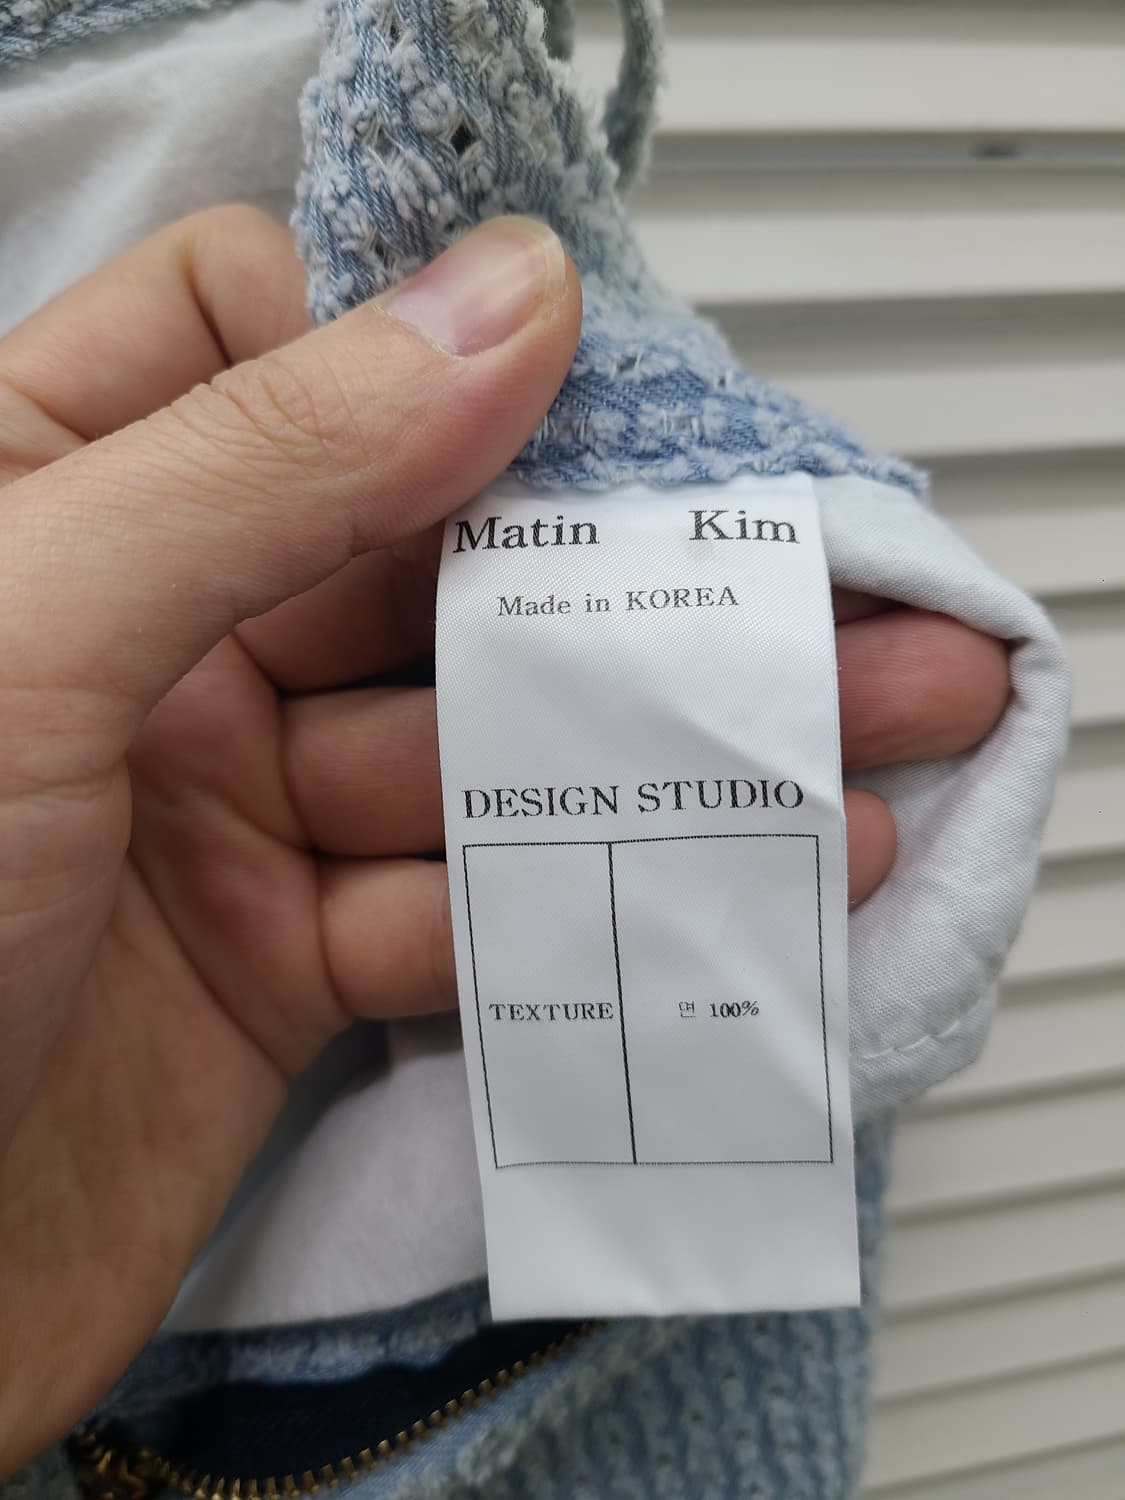 Matin Kim
Made in KOREA
DESIGN STUDIO
TEXTURE
면 100%